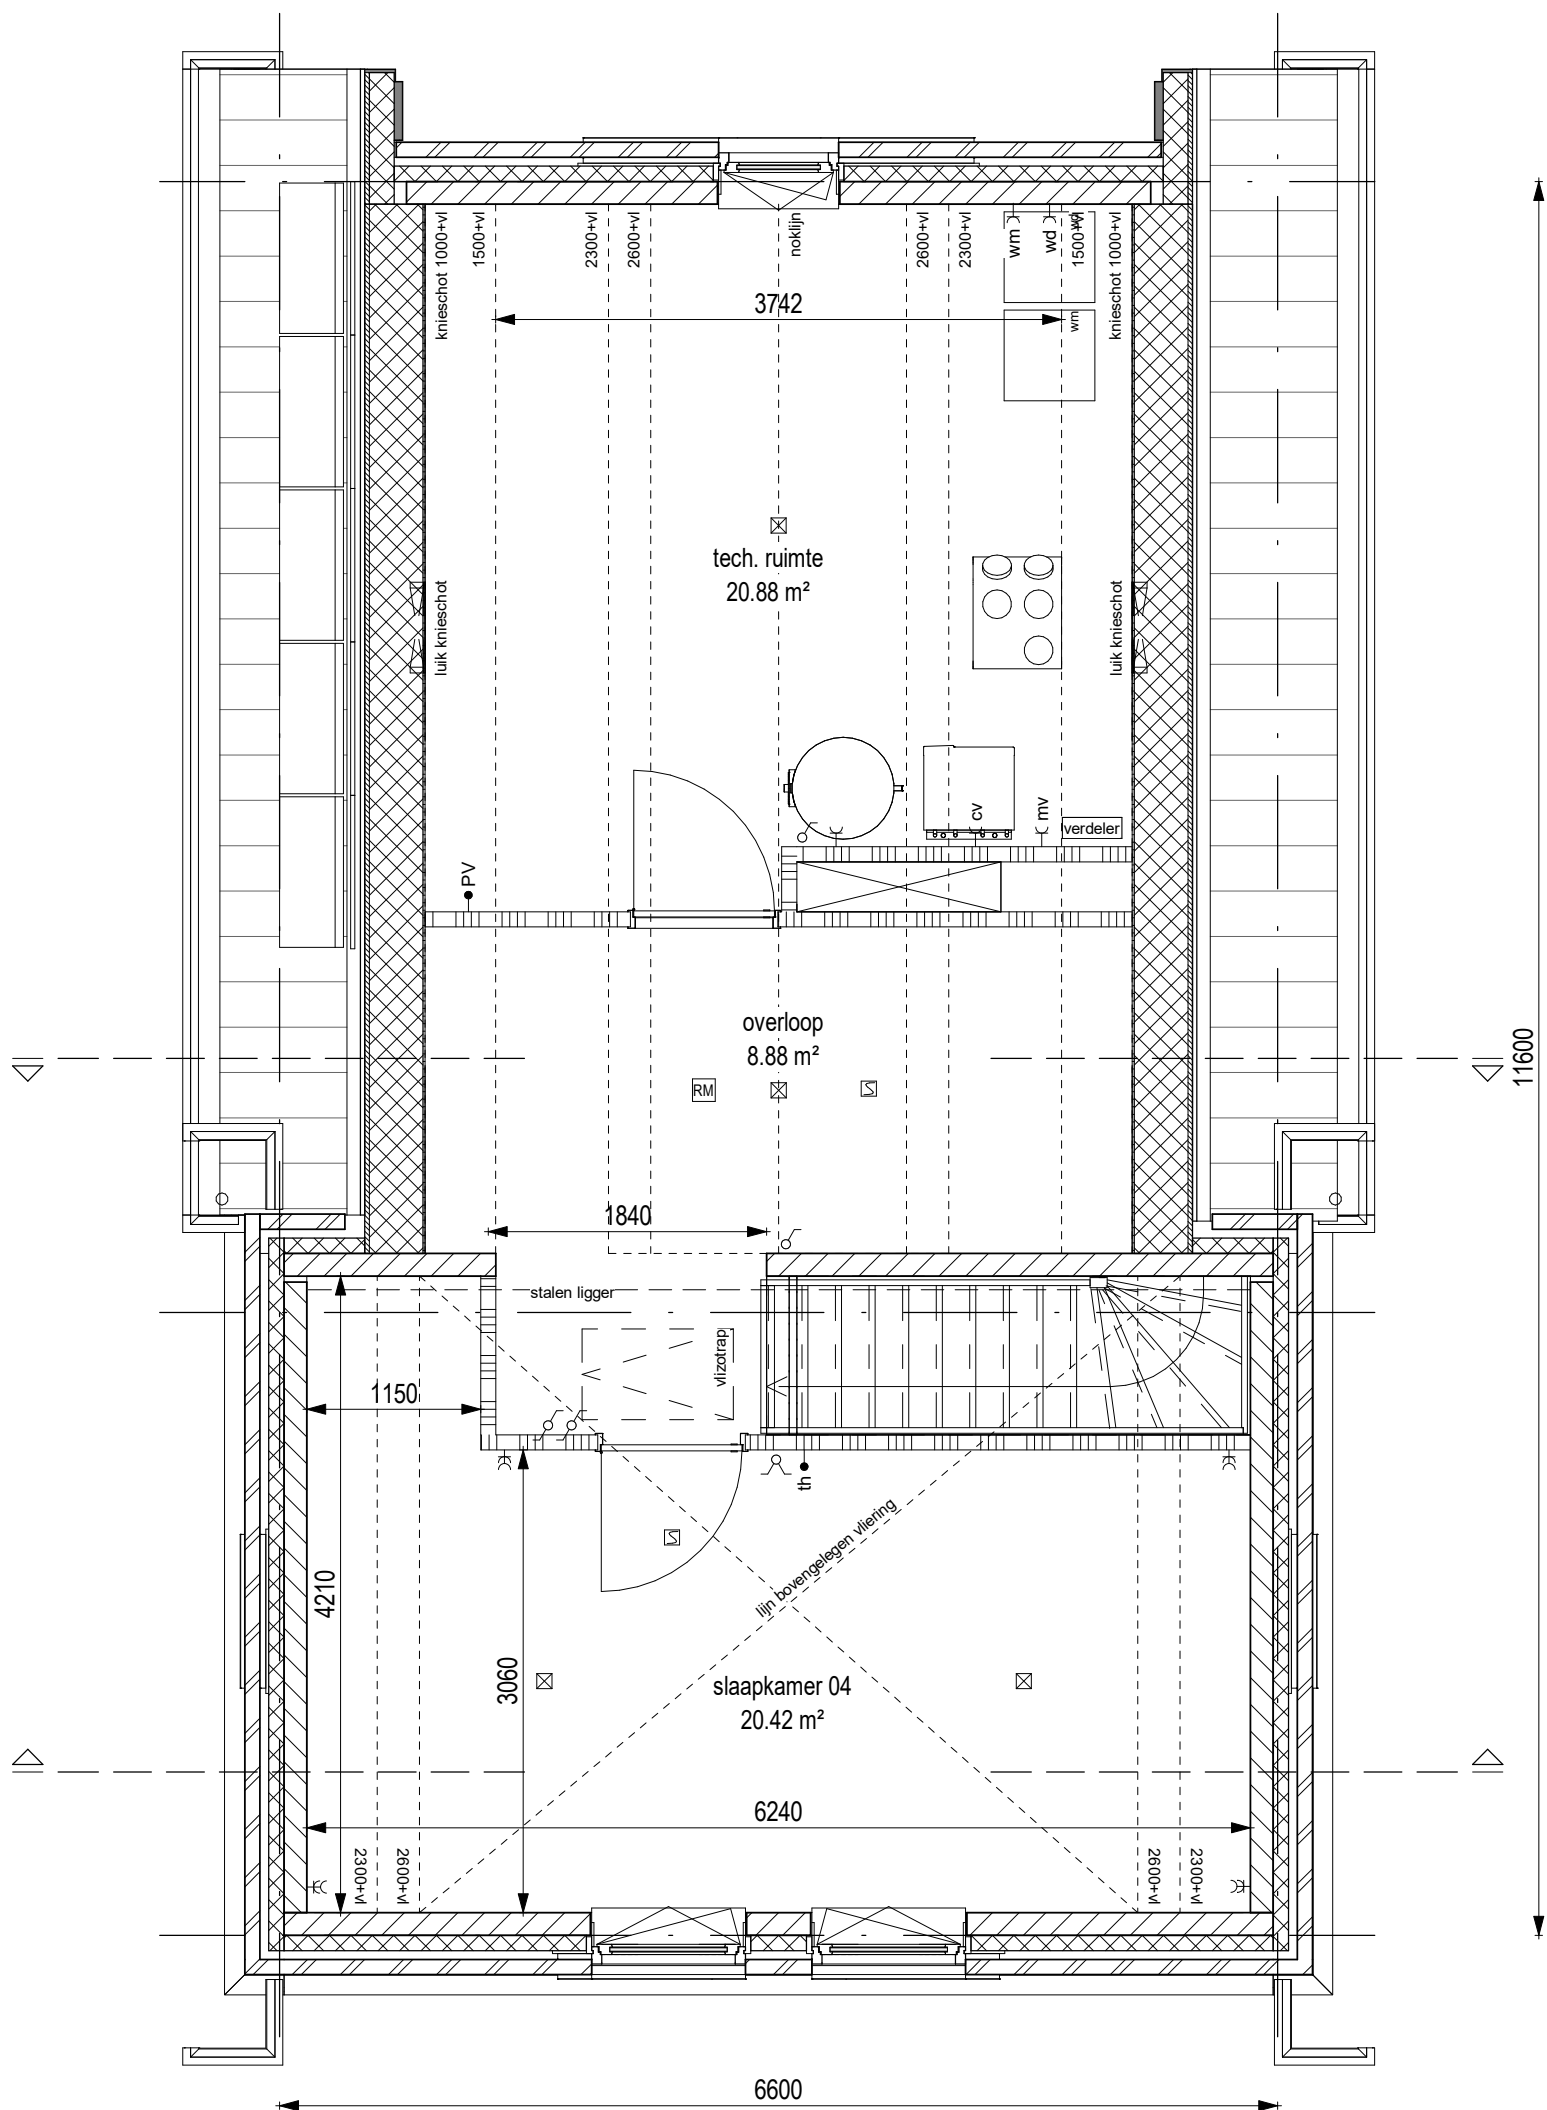 knieschot 1000+vl
1500+vl
2300+vl
2600+vl
noklijn
2600+vl
2300+vl
wm
wd
1500+vl
wd
knieschot 1000+vl
3742
wm
tech. ruimte
20.88 m²
luik knieschot
luik knieschot
cv
mv
verdeler
PV
overloop
8.88 m²
RM
11600
1840
stalen ligger
vlizotrap
1150
th
lijn bovengelegen vliering
4210
3060
slaapkamer 04
20.42 m²
6240
2300+vl
2600+vl
2600+vl
2300+vl
6600